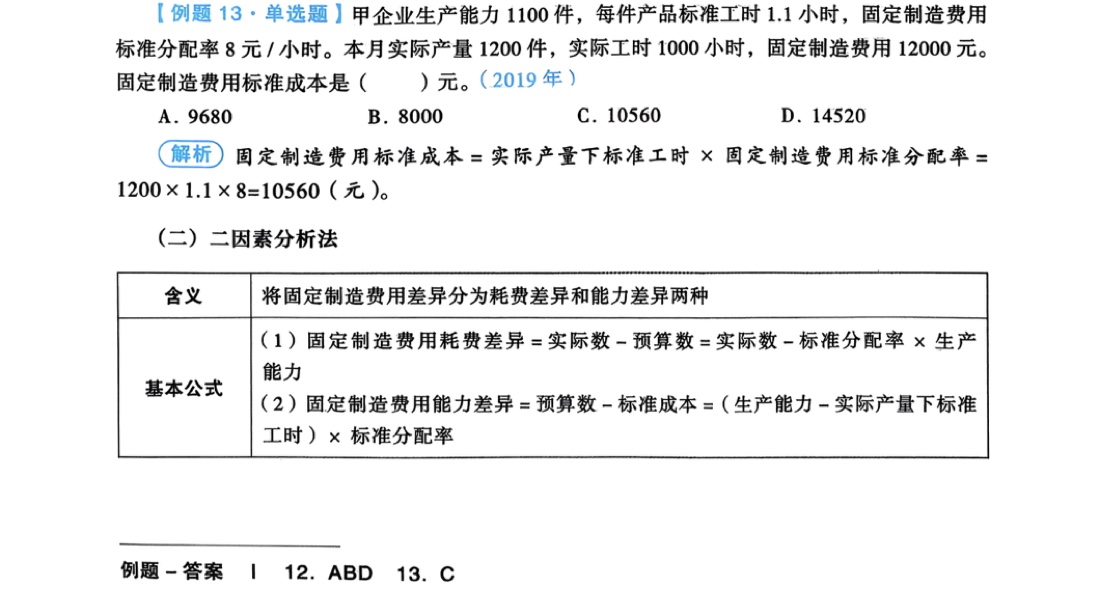 【例题 13·单选题】甲企业生产能力 1100 件，每件产品标准工时 1.1 小时，固定制造费用
标准分配率 8 元 / 小时。本月实际产量 1200 件，实际工时 1000 小时，固定制造费用 12000 元。
固定制造费用标准成本是（　　）元。（2019 年）
A. 9680　B. 8000　C. 10560　D. 14520
解析 固定制造费用标准成本 = 实际产量下标准工时 × 固定制造费用标准分配率 =
1200 × 1.1 × 8=10560（元）。
（二）二因素分析法
含义　将固定制造费用差异分为耗费差异和能力差异两种
（1）固定制造费用耗费差异 = 实际数 – 预算数 = 实际数 – 标准分配率 × 生产
能力
基本公式
（2）固定制造费用能力差异 = 预算数 – 标准成本 =（生产能力 – 实际产量下标准
工时）× 标准分配率
例题 – 答案　|　12. ABD　13. C